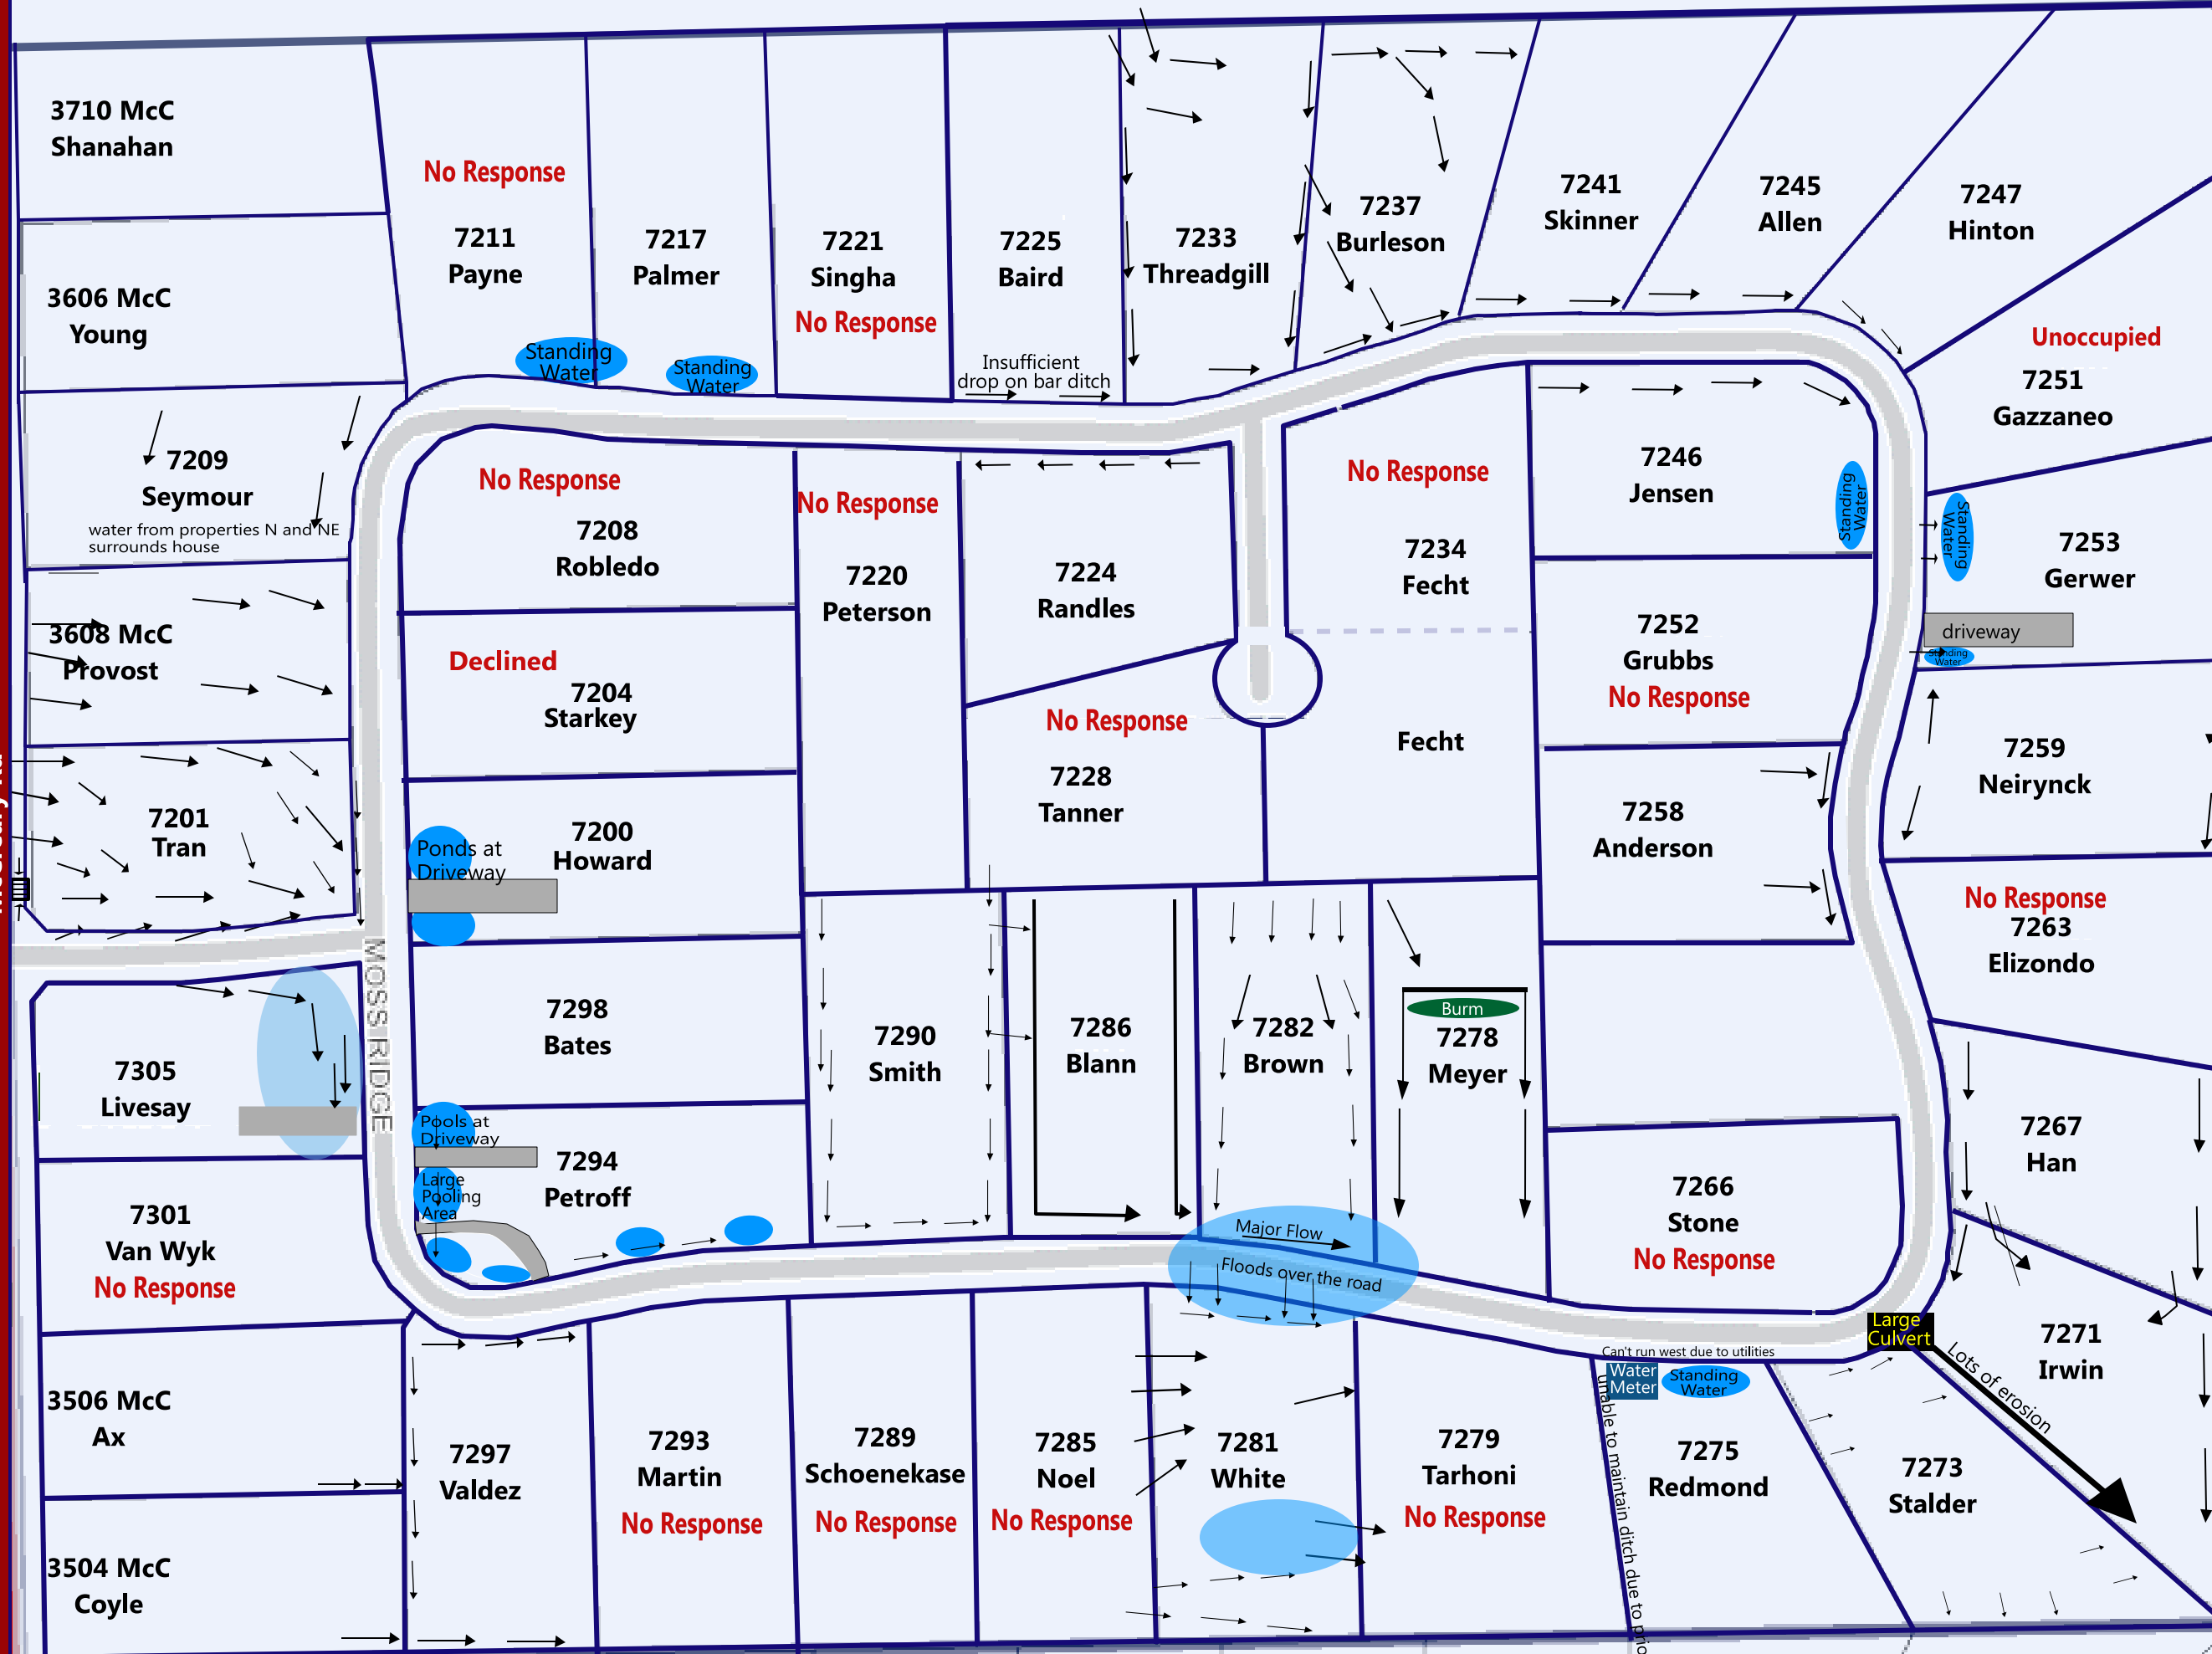 3710 McC
Shanahan
No Response
7211
Payne
7217
Palmer
7221
Singha
No Response
7225
Baird
7233
Threadgill
7237
Burleson
7241
Skinner
7245
Allen
7247
Hinton
3606 McC
Young
Standing
Water
Standing
Water
Insufficient
drop on bar ditch
Unoccupied
7251
Gazzaneo
7209
Seymour
water from properties N and NE
surrounds house
No Response
7208
Robledo
No Response
7220
Peterson
7224
Randles
No Response
7234
Fecht
7246
Jensen
Standing
Water
Standing
Water
7253
Gerwer
driveway
Standing
Water
3608 McC
Provost
Declined
7204
Starkey
No Response
7228
Tanner
Fecht
7252
Grubbs
No Response
7259
Neirynck
7201
Tran
Ponds at
Driveway
7200
Howard
7258
Anderson
No Response
7263
Elizondo
MOSS RIDGE
7305
Livesay
7298
Bates
7290
Smith
7286
Blann
7282
Brown
Burm
7278
Meyer
7267
Han
Pools at
Driveway
Large
Pooling
Area
7294
Petroff
7301
Van Wyk
No Response
Major Flow
Floods over the road
7266
Stone
No Response
Large
Culvert
Lots of erosion
7271
Irwin
Can't run west due to utilities
Water
Meter
Standing
Water
unable to maintain ditch due to
3506 McC
Ax
7297
Valdez
7293
Martin
No Response
7289
Schoenekase
No Response
7285
Noel
No Response
7281
White
7279
Tarhoni
No Response
7275
Redmond
7273
Stalder
3504 McC
Coyle